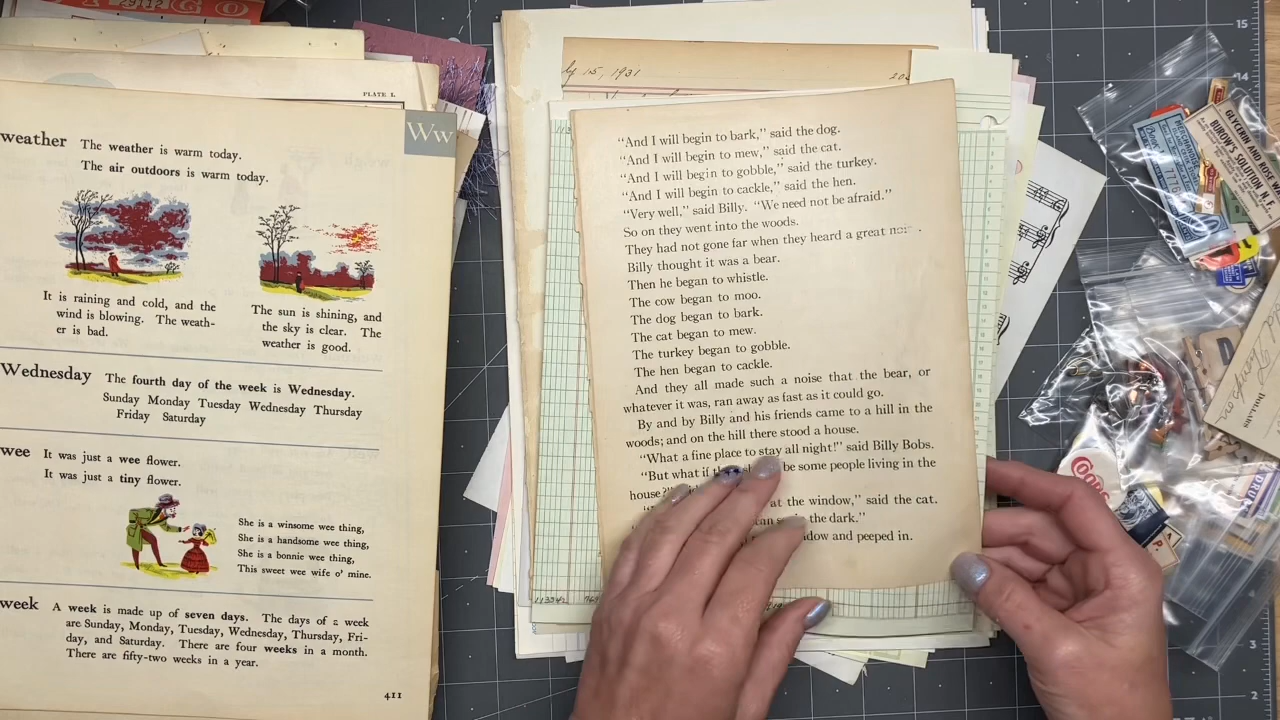 PLATE I.
Ww
weather The weather is warm today.
The air outdoors is warm today.
It is raining and cold, and the
wind is blowing. The weath-
er is bad.
The sun is shining, and
the sky is clear. The
weather is good.
Wednesday The fourth day of the week is Wednesday.
Sunday Monday Tuesday Wednesday Thursday
Friday Saturday
wee It was just a wee flower.
It was just a tiny flower.
She is a winsome wee thing,
She is a handsome wee thing,
She is a bonnie wee thing,
This sweet wee wife o' mine.
week A week is made up of seven days. The days of a week
are Sunday, Monday, Tuesday, Wednesday, Thursday, Fri-
day, and Saturday. There are four weeks in a month.
There are fifty-two weeks in a year.
411
15, 1931
"And I will begin to bark," said the dog.
"And I will begin to mew," said the cat.
"And I will begin to gobble," said the turkey.
"And I will begin to cackle," said the hen.
"Very well," said Billy. "We need not be afraid."
So on they went into the woods.
They had not gone far when they heard a great
Billy thought it was a bear.
Then he began to whistle.
The cow began to moo.
The dog began to bark.
The cat began to mew.
The turkey began to gobble.
The hen began to cackle.
And they all made such a noise that the bear, or
whatever it was, ran away as fast as it could go.
By and by Billy and his friends came to a hill in the
woods; and on the hill there stood a house.
"What a fine place to stay all night!" said Billy Bobs.
"But what if be some people living in the
house?"
at the window," said the cat.
the dark."
and peeped in.
113542
GLYCERIN AND ROSE
BUROW'S SOLUTION N. F.
776
DOLLARS
15
14
3
2